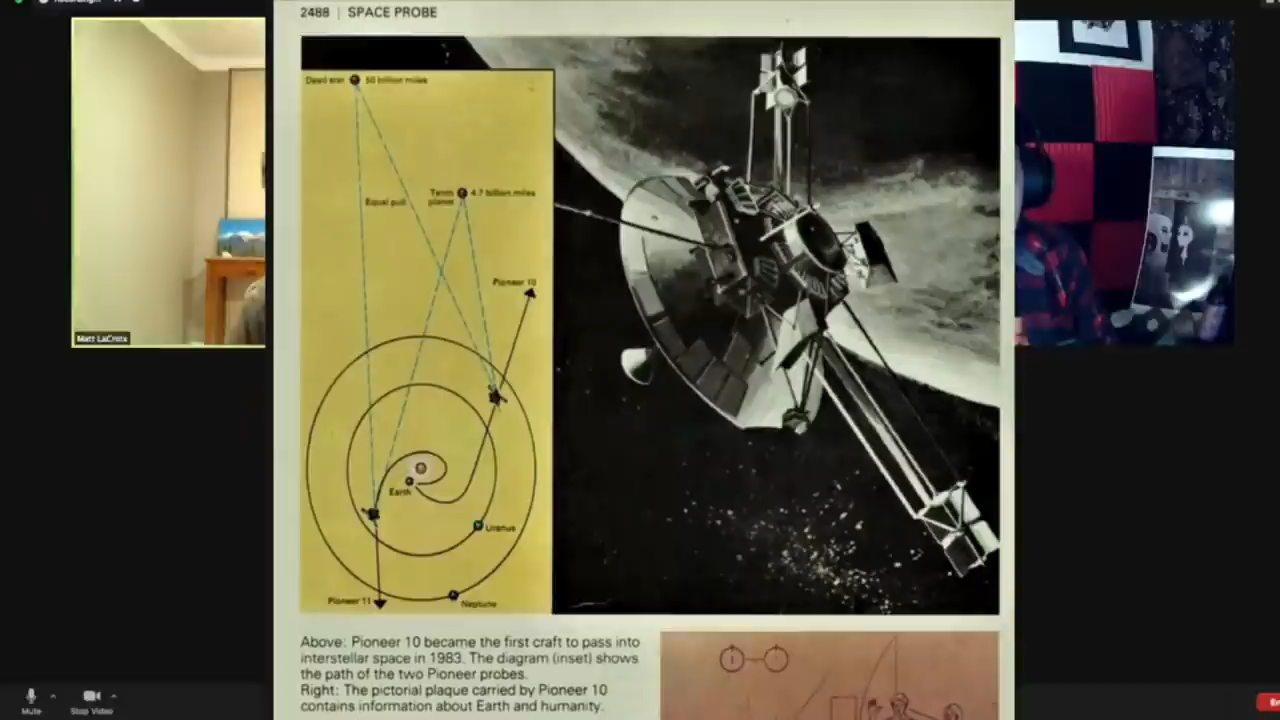 2488 | SPACE PROBE
Dead star 50 billion miles
Tenth planet 4.7 billion miles
Equal pull
Pioneer 10
Earth
Uranus
Pioneer 11
Neptune
Matt LaCroix
Above: Pioneer 10 became the first craft to pass into
interstellar space in 1983. The diagram (inset) shows
the path of the two Pioneer probes.
Right: The pictorial plaque carried by Pioneer 10
contains information about Earth and humanity.
Mute
Stop Video